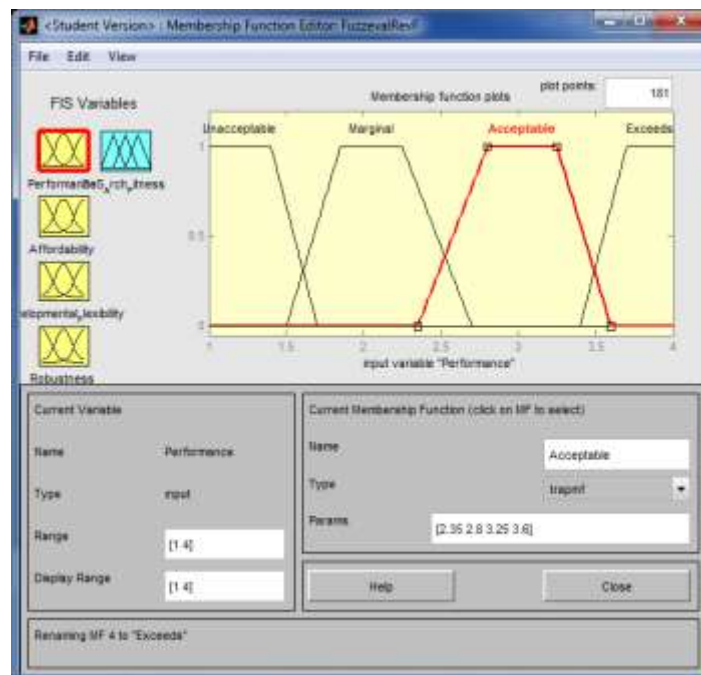 <Student Version> : Membership Function Editor: FuzzevalRevF
File Edit View
FIS Variables
Membership function plots
plot points:
181
Unacceptable Marginal Acceptable Exceeds
1
0.5
0
1 1.5 2 2.5 3 3.5 4
input variable "Performance"
Affordability
Robustness
Current Variable
Name Performance
Type input
Range [1 4]
Display Range [1 4]
Current Membership Function (click on MF to select)
Name Acceptable
Type trapmf
Params [2.35 2.8 3.25 3.6]
Help Close
Renaming MF 4 to "Exceeds"